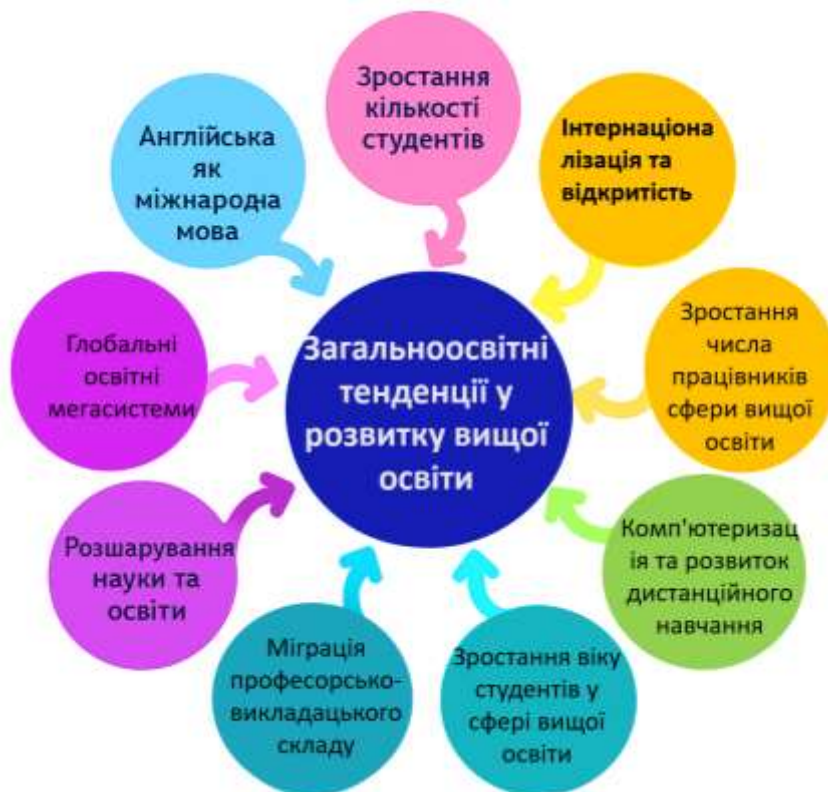 Зростання
кількості
студентів
Інтернаціона
лізація та
відкритість
Зростання
числа
працівників
сфери вищої
освіти
Комп'ютеризац
ія та розвиток
дистанційного
навчання
Зростання віку
студентів у
сфері вищої
освіти
Міграція
професорсько-
викладацького
складу
Розшарування
науки та
освіти
Глобальні
освітні
мегасистеми
Англійська
як
міжнародна
мова
Загальноосвітні
тенденції у
розвитку вищої
освіти